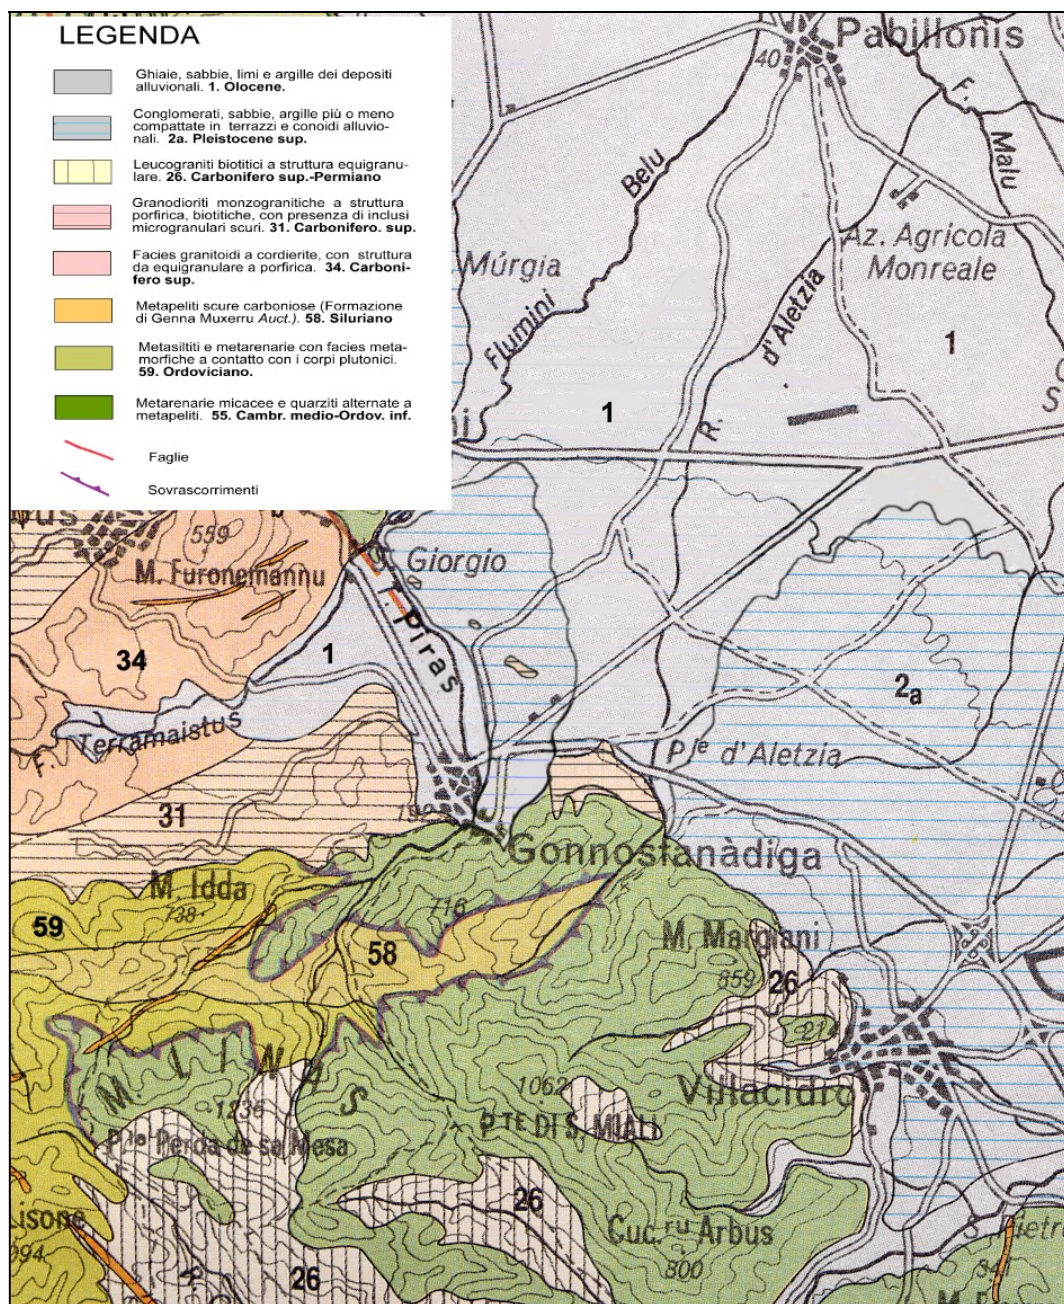 LEGENDA
Ghiaie, sabbie, limi e argille dei depositi
alluvionali. 1. Olocene.
Conglomerati, sabbie, argille più o meno
compattate in terrazzi e conoidi alluvio-
nali. 2a. Pleistocene sup.
Leucograniti biotitici a struttura equigranu-
lare. 26. Carbonifero sup.-Permiano
Granodioriti monzogranitiche a struttura
porfirica, biotitiche, con presenza di inclusi
microgranulari scuri. 31. Carbonifero. sup.
Facies granitoidi a cordierite, con struttura
da equigranulare a porfirica. 34. Carboni-
fero sup.
Metapeliti scure carboniose (Formazione
di Genna Muxerru Auct.). 58. Siluriano
Metasiltiti e metarenarie con facies meta-
morfiche a contatto con i corpi plutonici.
59. Ordoviciano.
Metarenarie micacee e quarziti alternate a
metapeliti. 55. Cambr. medio-Ordov. inf.
Faglie
Sovrascorrimenti
Pabillonis
40
F. Malu
Flumini Belu
Múrgia
Az. Agricola
Monreale
R. d'Aletzia
1
1
559
M. Furonemannu
S. Giorgio
Piras
34
1
2a
F. Terramaistus
P.te d'Aletzia
31
192
Gonnosfanàdiga
M. Idda
738
716
59
58
M. Margiani
859
26
214
M. LINAS
1062
Villacidro
P.TE DI S. MIALI
1236
P.ta Perda de sa Mesa
26
Cuc.ru Arbus
800
26